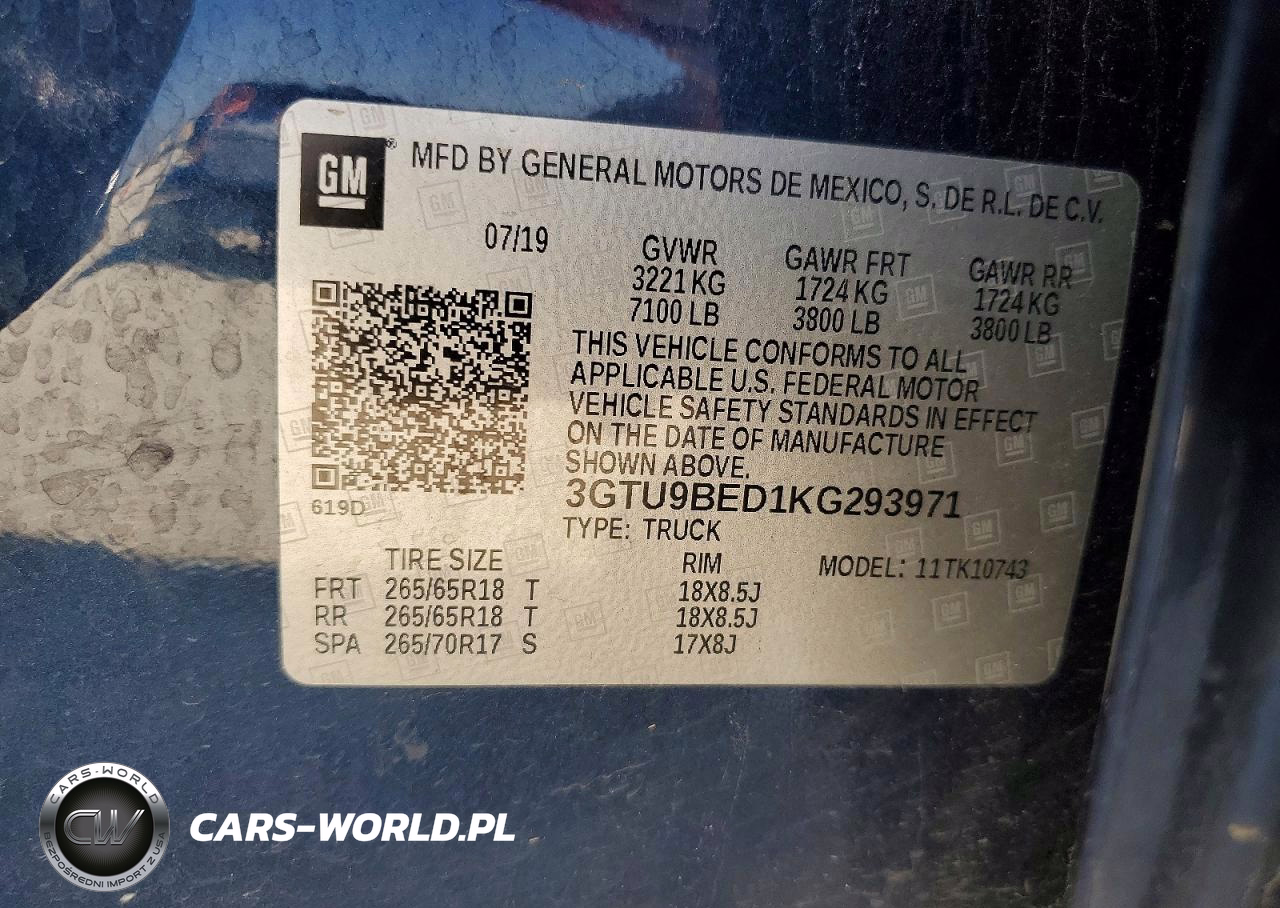 GM
MFD BY GENERAL MOTORS DE MEXICO, S. DE R.L. DE C.V.
07/19
GVWR
3221 KG
7100 LB
GAWR FRT
1724 KG
3800 LB
GAWR RR
1724 KG
3800 LB
THIS VEHICLE CONFORMS TO ALL
APPLICABLE U.S. FEDERAL MOTOR
VEHICLE SAFETY STANDARDS IN EFFECT
ON THE DATE OF MANUFACTURE
SHOWN ABOVE.
619D
3GTU9BED1KG293971
TYPE: TRUCK
MODEL: 11TK10743
TIRE SIZE RIM
FRT 265/65R18 T 18X8.5J
RR 265/65R18 T 18X8.5J
SPA 265/70R17 S 17X8J
CARS-WORLD
CW
BEZPOŚREDNI IMPORT Z USA
CARS-WORLD.PL